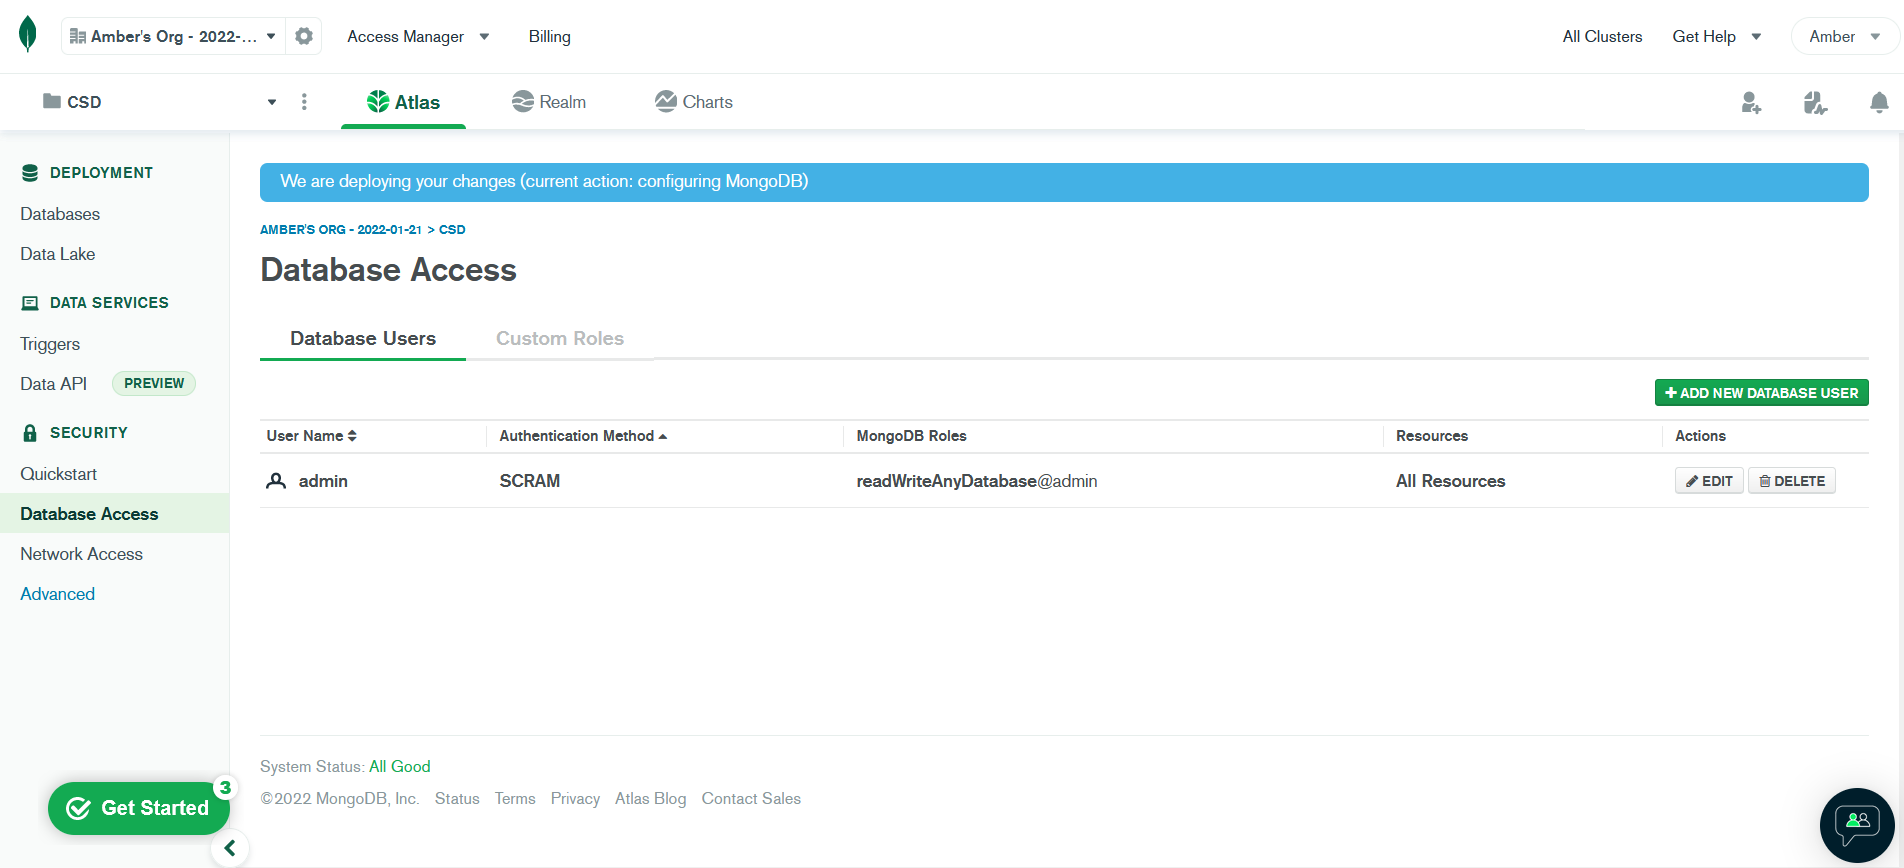 Amber's Org - 2022-... Access Manager Billing All Clusters Get Help Amber
CSD Atlas Realm Charts
DEPLOYMENT
Databases
Data Lake
DATA SERVICES
Triggers
Data API PREVIEW
SECURITY
Quickstart
Database Access
Network Access
Advanced
We are deploying your changes (current action: configuring MongoDB)
AMBER'S ORG - 2022-01-21 > CSD
Database Access
Database Users Custom Roles
+ ADD NEW DATABASE USER
User Name Authentication Method MongoDB Roles Resources Actions
admin SCRAM readWriteAnyDatabase@admin All Resources EDIT DELETE
System Status: All Good
©2022 MongoDB, Inc. Status Terms Privacy Atlas Blog Contact Sales
Get Started 3